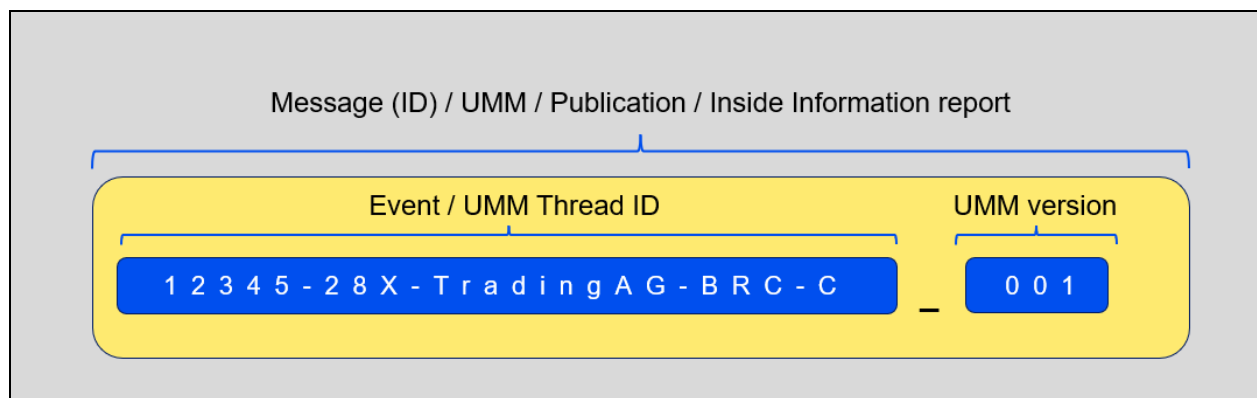 Message (ID) / UMM / Publication / Inside Information report
Event / UMM Thread ID UMM version
12345-28X-TradingAG-BRC-C _ 001